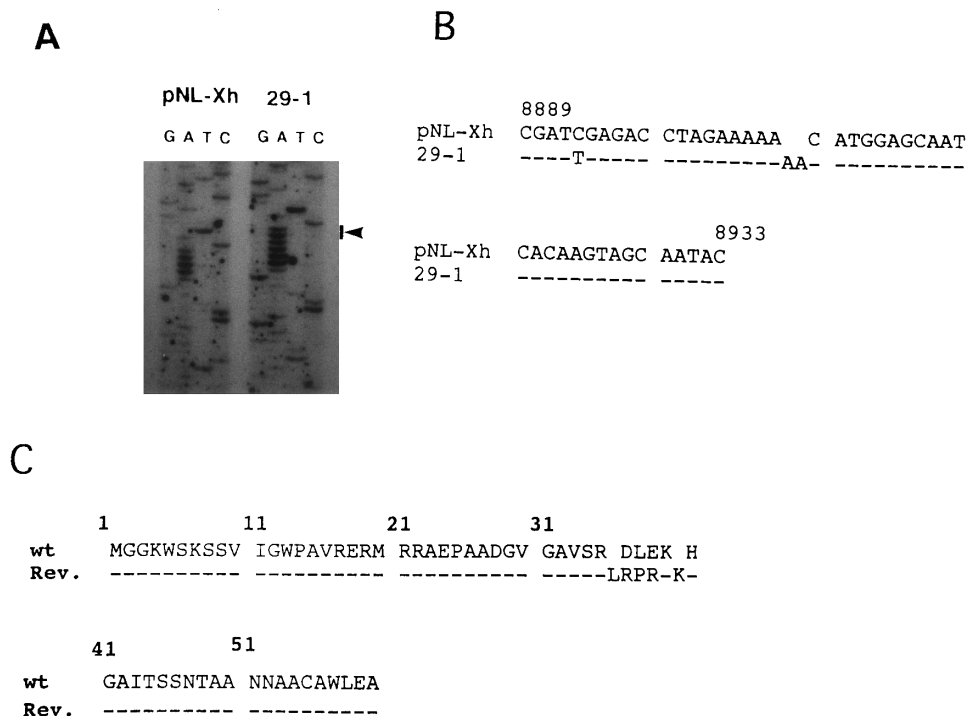 A
B
pNL-Xh 29-1
G A T C G A T C
8889
pNL-Xh CGATCGAGAC CTAGAAAAA C ATGGAGCAAT
29-1 ----T----- ---------AA- ----------
8933
pNL-Xh CACAAGTAGC AATAC
29-1 ---------- -----
C
1 11 21 31
wt MGGKWSKSSV IGWPAVRERM RRAEPAADGV GAVSR DLEK H
Rev. ---------- ---------- ---------- -----LRPR-K-
41 51
wt GAITSSNTAA NNAACAWLEA
Rev. ---------- ----------